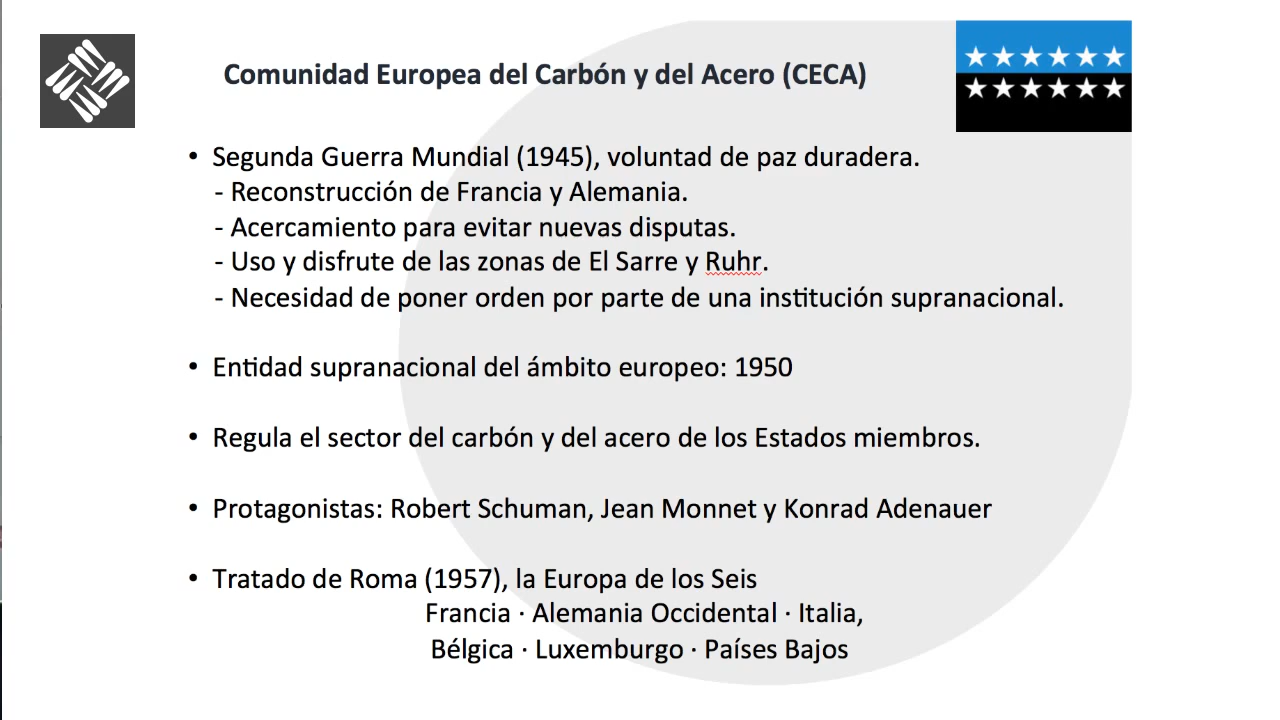 Comunidad Europea del Carbón y del Acero (CECA)
• Segunda Guerra Mundial (1945), voluntad de paz duradera.
- Reconstrucción de Francia y Alemania.
- Acercamiento para evitar nuevas disputas.
- Uso y disfrute de las zonas de El Sarre y Ruhr.
- Necesidad de poner orden por parte de una institución supranacional.
• Entidad supranacional del ámbito europeo: 1950
• Regula el sector del carbón y del acero de los Estados miembros.
• Protagonistas: Robert Schuman, Jean Monnet y Konrad Adenauer
• Tratado de Roma (1957), la Europa de los Seis
Francia · Alemania Occidental · Italia,
Bélgica · Luxemburgo · Países Bajos